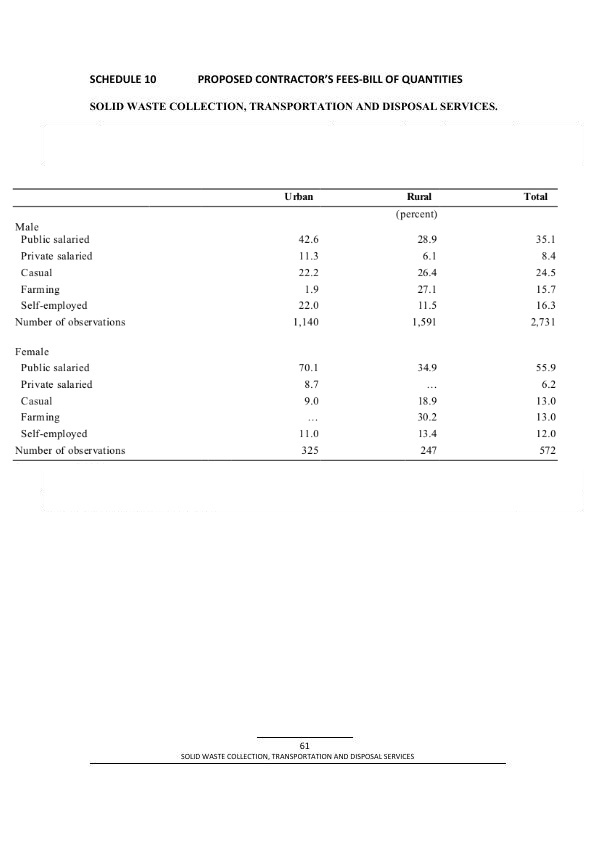 SCHEDULE 10 PROPOSED CONTRACTOR'S FEES-BILL OF QUANTITIES
SOLID WASTE COLLECTION, TRANSPORTATION AND DISPOSAL SERVICES.
Urban Rural Total
(percent)
Male
Public salaried 42.6 28.9 35.1
Private salaried 11.3 6.1 8.4
Casual 22.2 26.4 24.5
Farming 1.9 27.1 15.7
Self-employed 22.0 11.5 16.3
Number of observations 1,140 1,591 2,731
Female
Public salaried 70.1 34.9 55.9
Private salaried 8.7 ... 6.2
Casual 9.0 18.9 13.0
Farming ... 30.2 13.0
Self-employed 11.0 13.4 12.0
Number of observations 325 247 572
61
SOLID WASTE COLLECTION, TRANSPORTATION AND DISPOSAL SERVICES